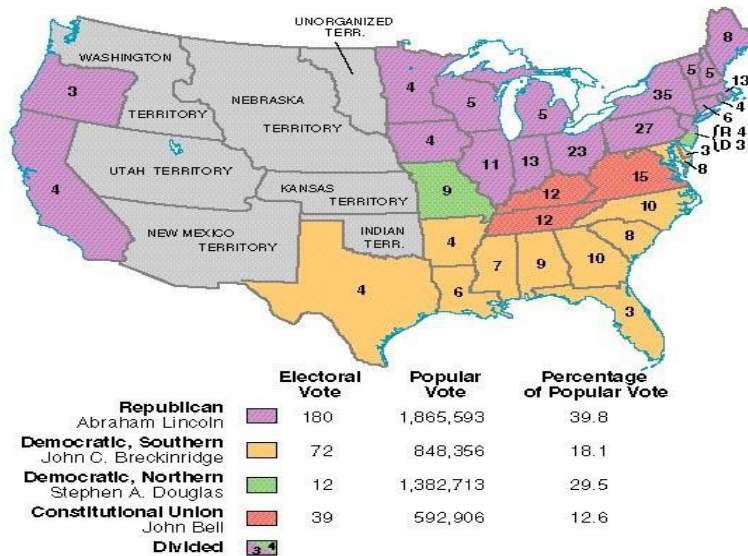 UNORGANIZED
TERR.
WASHINGTON
TERRITORY
NEBRASKA
TERRITORY
UTAH TERRITORY
KANSAS
TERRITORY
NEW MEXICO
TERRITORY
INDIAN
TERR.
3
4
4
4
5
5
11
13
23
27
35
5
5
8
13
4
6
R 4
D 3
3
8
9
12
12
15
10
8
10
9
7
4
6
4
3
Electoral Vote Popular Vote Percentage of Popular Vote
Republican
Abraham Lincoln 180 1,865,593 39.8
Democratic, Southern
John C. Breckinridge 72 848,356 18.1
Democratic, Northern
Stephen A. Douglas 12 1,382,713 29.5
Constitutional Union
John Bell 39 592,906 12.6
Divided 3 4